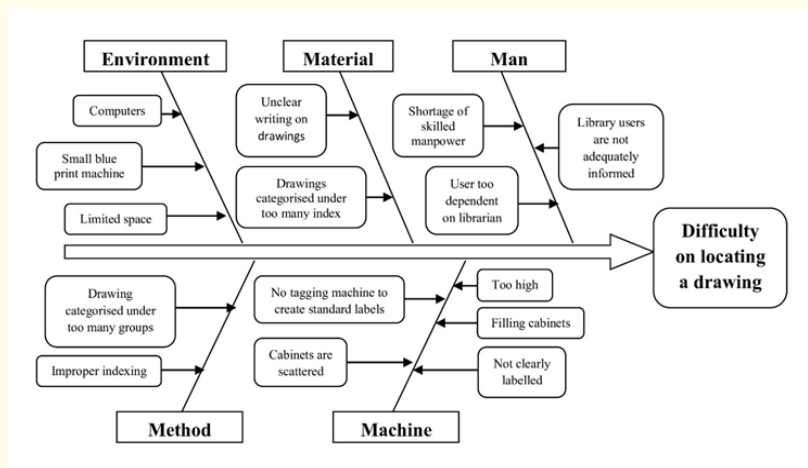 Environment
Material
Man
Computers
Small blue
print machine
Limited space
Unclear
writing on
drawings
Drawings
categorised under
too many index
Shortage of
skilled
manpower
User too
dependent
on librarian
Library users
are not
adequately
informed
Difficulty
on locating
a drawing
Drawing
categorised under
too many groups
Improper indexing
No tagging machine to
create standard labels
Cabinets are
scattered
Too high
Filling cabinets
Not clearly
labelled
Method
Machine